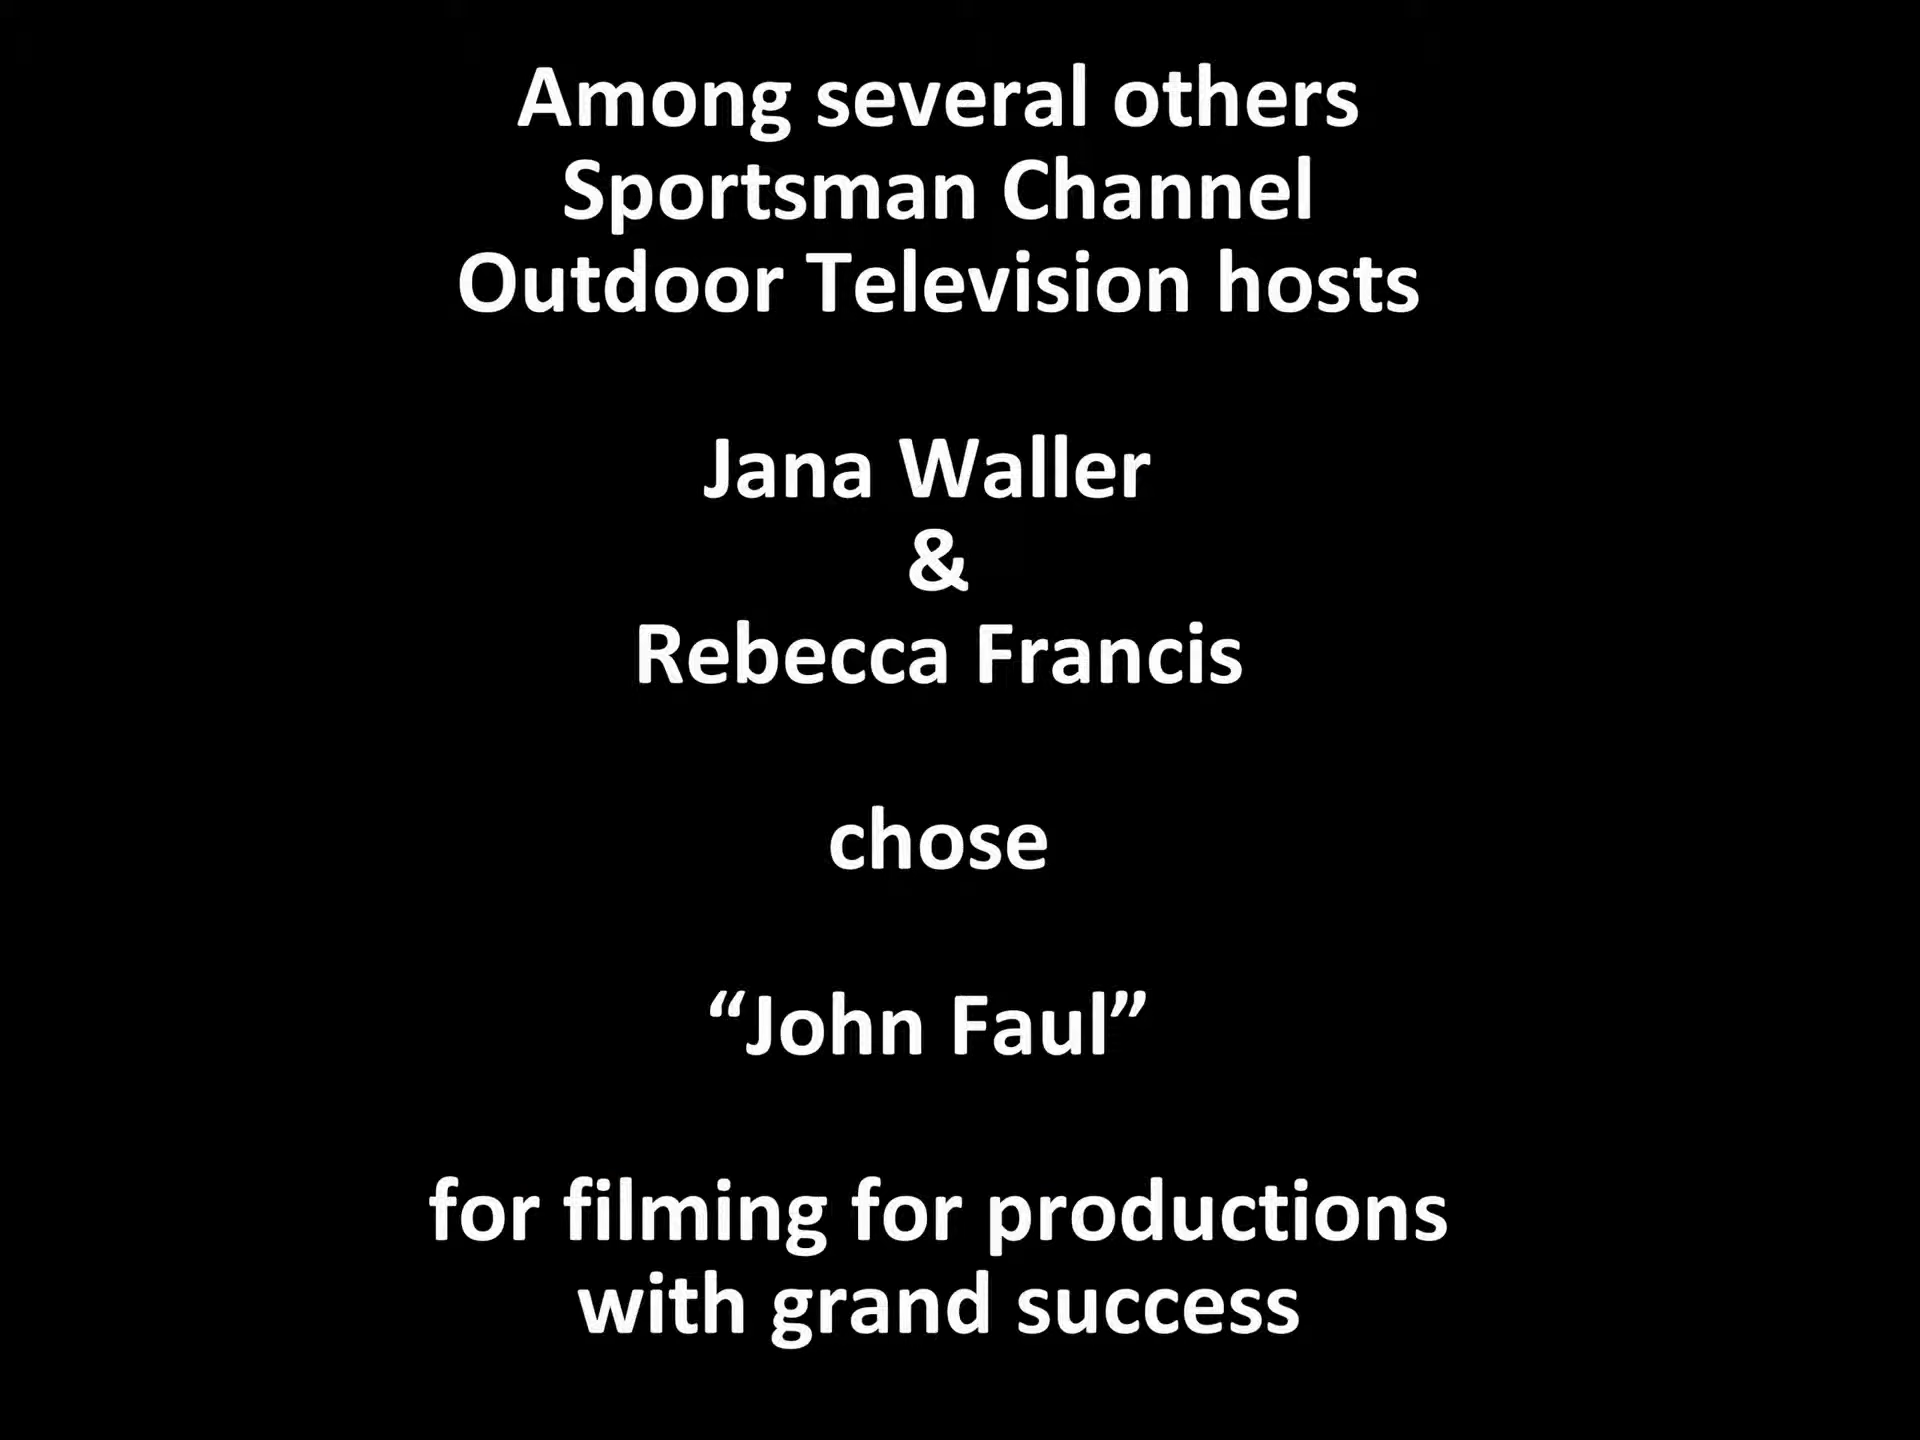 Among several others
Sportsman Channel
Outdoor Television hosts
Jana Waller
&
Rebecca Francis
chose
“John Faul”
for filming for productions
with grand success